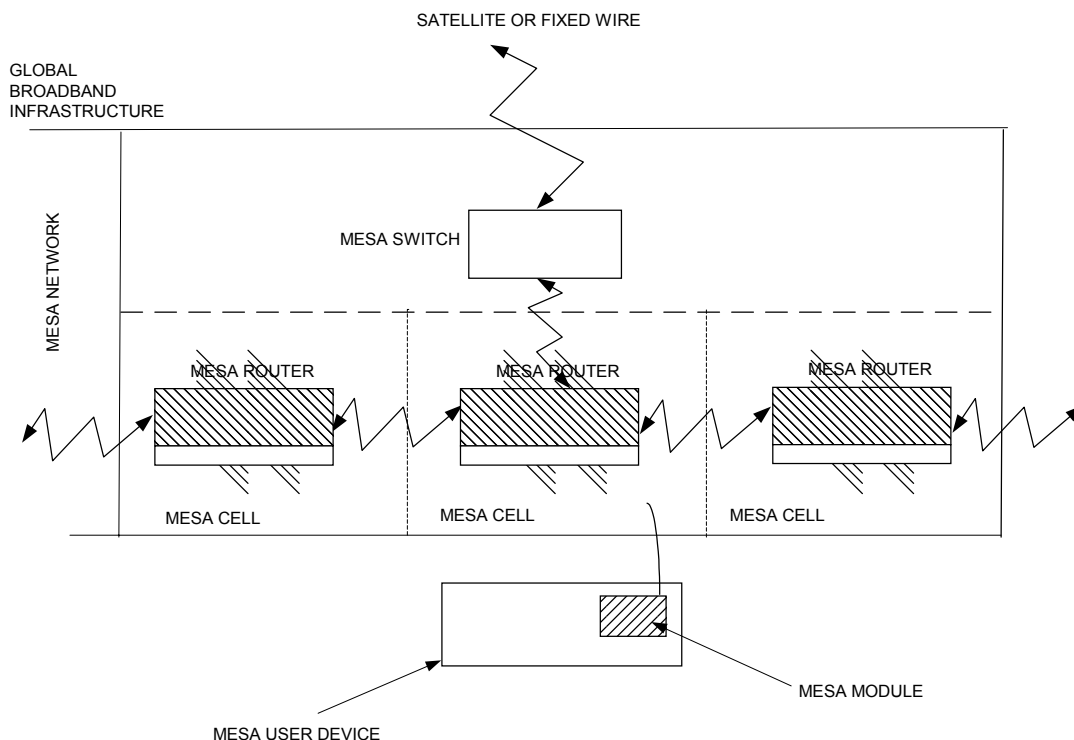 SATELLITE OR FIXED WIRE
GLOBAL
BROADBAND
INFRASTRUCTURE
MESA NETWORK
MESA SWITCH
MESA ROUTER
MESA ROUTER
MESA ROUTER
MESA CELL
MESA CELL
MESA CELL
MESA MODULE
MESA USER DEVICE